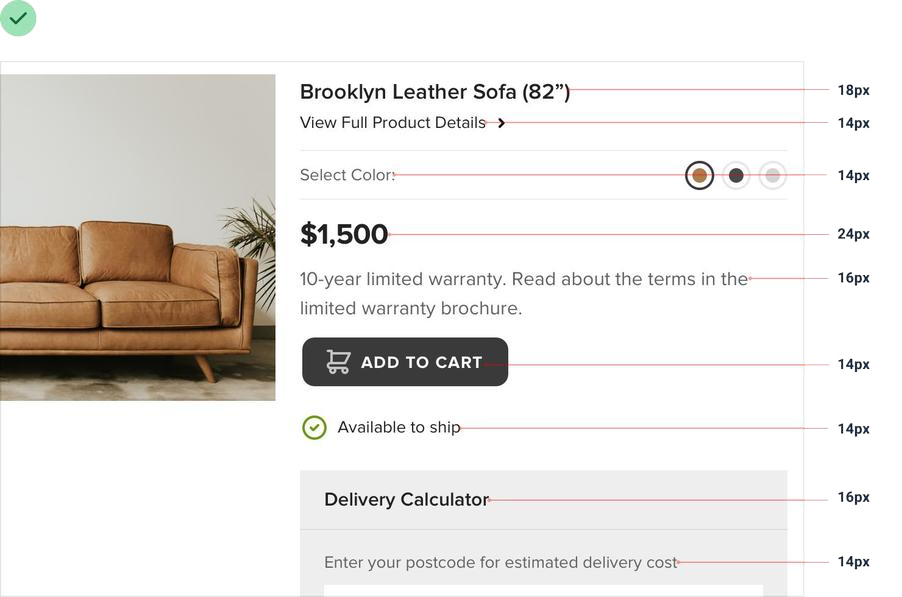 Brooklyn Leather Sofa (82”)
18px
View Full Product Details
14px
Select Color:
14px
$1,500
24px
10-year limited warranty. Read about the terms in the
16px
limited warranty brochure.
ADD TO CART
14px
Available to ship
14px
Delivery Calculator
16px
Enter your postcode for estimated delivery cost
14px